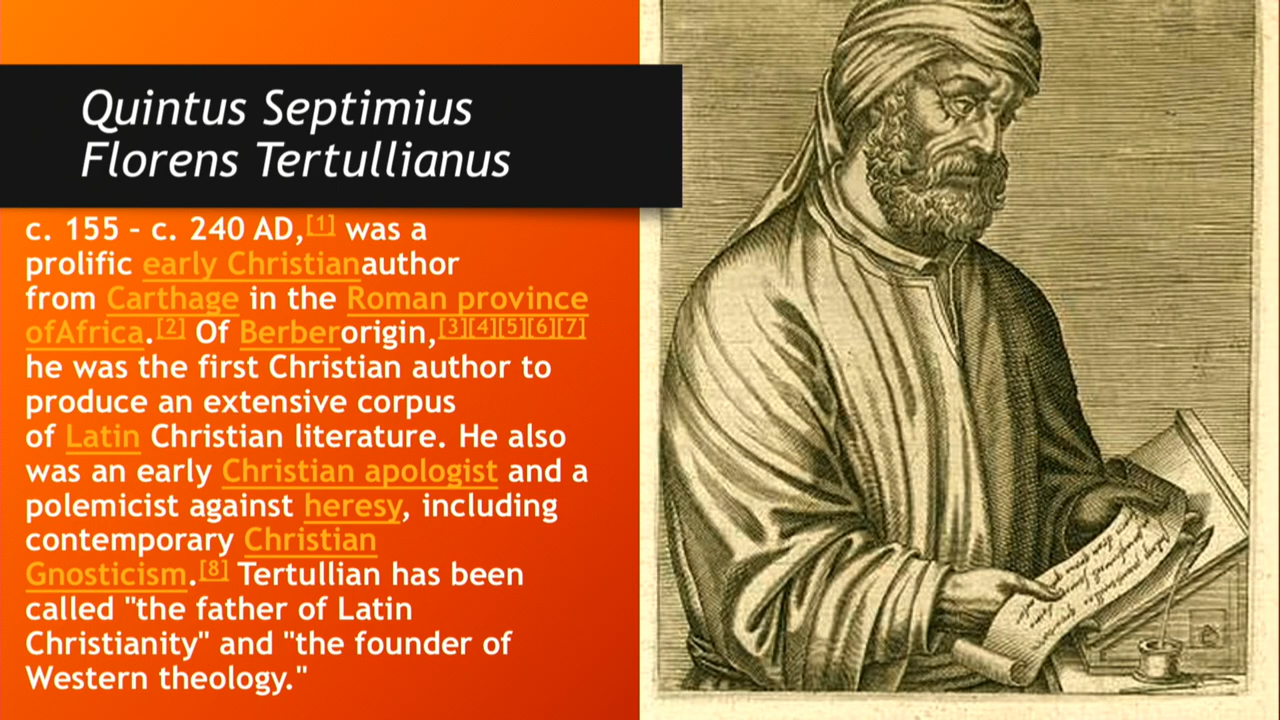 Quintus Septimius
Florens Tertullianus
c. 155 – c. 240 AD,[1] was a
prolific early Christianauthor
from Carthage in the Roman province
ofAfrica.[2] Of Berberorigin,[3][4][5][6][7]
he was the first Christian author to
produce an extensive corpus
of Latin Christian literature. He also
was an early Christian apologist and a
polemicist against heresy, including
contemporary Christian
Gnosticism.[8] Tertullian has been
called "the father of Latin
Christianity" and "the founder of
Western theology."